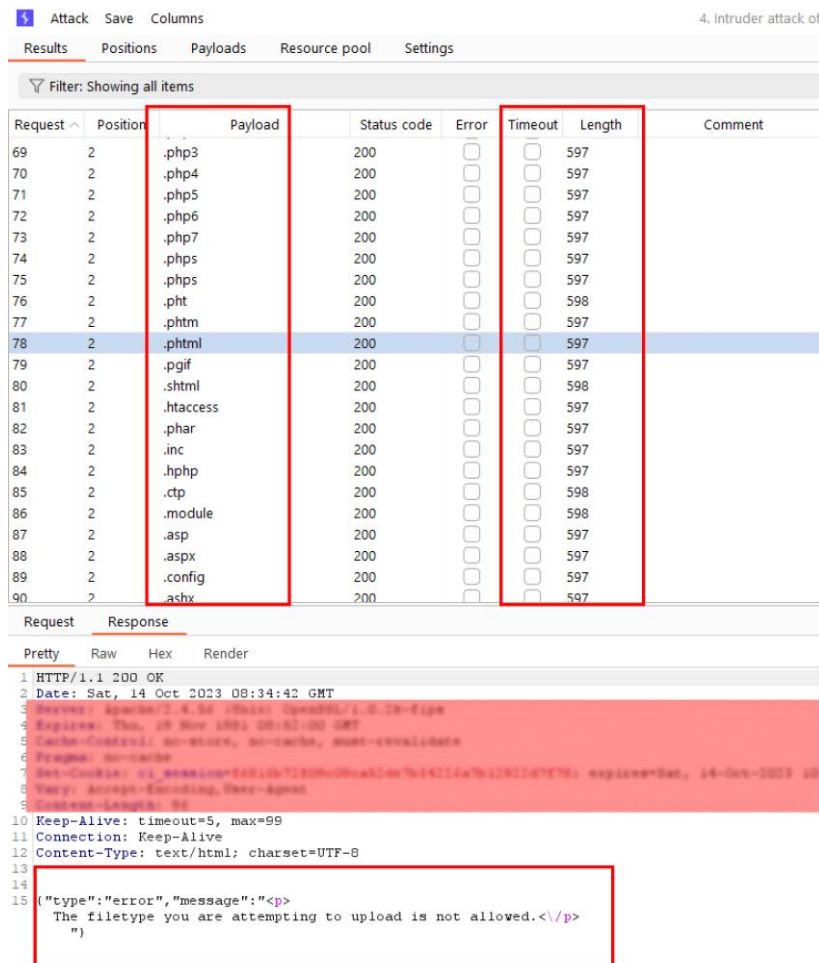 Attack Save Columns 4. Intruder attack of
Results Positions Payloads Resource pool Settings
Filter: Showing all items
Request Position Payload Status code Error Timeout Length Comment
69 2 .php3 200 597
70 2 .php4 200 597
71 2 .php5 200 597
72 2 .php6 200 597
73 2 .php7 200 597
74 2 .phps 200 597
75 2 .phps 200 597
76 2 .pht 200 598
77 2 .phtm 200 597
78 2 .phtml 200 597
79 2 .pgif 200 597
80 2 .shtml 200 598
81 2 .htaccess 200 597
82 2 .phar 200 597
83 2 .inc 200 597
84 2 .hphp 200 597
85 2 .ctp 200 598
86 2 .module 200 598
87 2 .asp 200 597
88 2 .aspx 200 597
89 2 .config 200 597
90 2 .ashx 200 597
Request Response
Pretty Raw Hex Render
1 HTTP/1.1 200 OK
2 Date: Sat, 14 Oct 2023 08:34:42 GMT
3
4
5
6
7
8
9
10 Keep-Alive: timeout=5, max=99
11 Connection: Keep-Alive
12 Content-Type: text/html; charset=UTF-8
13
14
15 {"type":"error","message":"<p>
The filetype you are attempting to upload is not allowed.<\/p>
"}